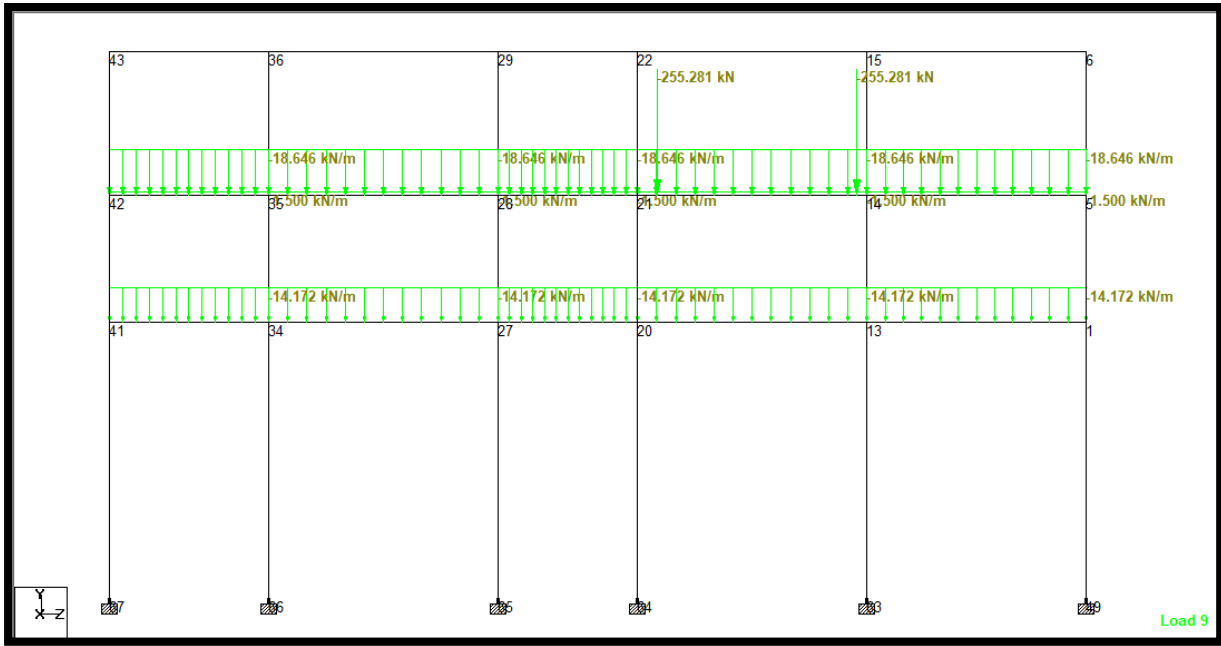 43 36 29 22 15 6
-255.281 kN -255.281 kN
-18.646 kN/m -18.646 kN/m -18.646 kN/m -18.646 kN/m -18.646 kN/m
42 35 21 14 5
-1.500 kN/m -1.500 kN/m -1.500 kN/m -1.500 kN/m -1.500 kN/m
-14.172 kN/m -14.172 kN/m -14.172 kN/m -14.172 kN/m -14.172 kN/m
41 34 27 20 13 1
Y
X Z
Load 9